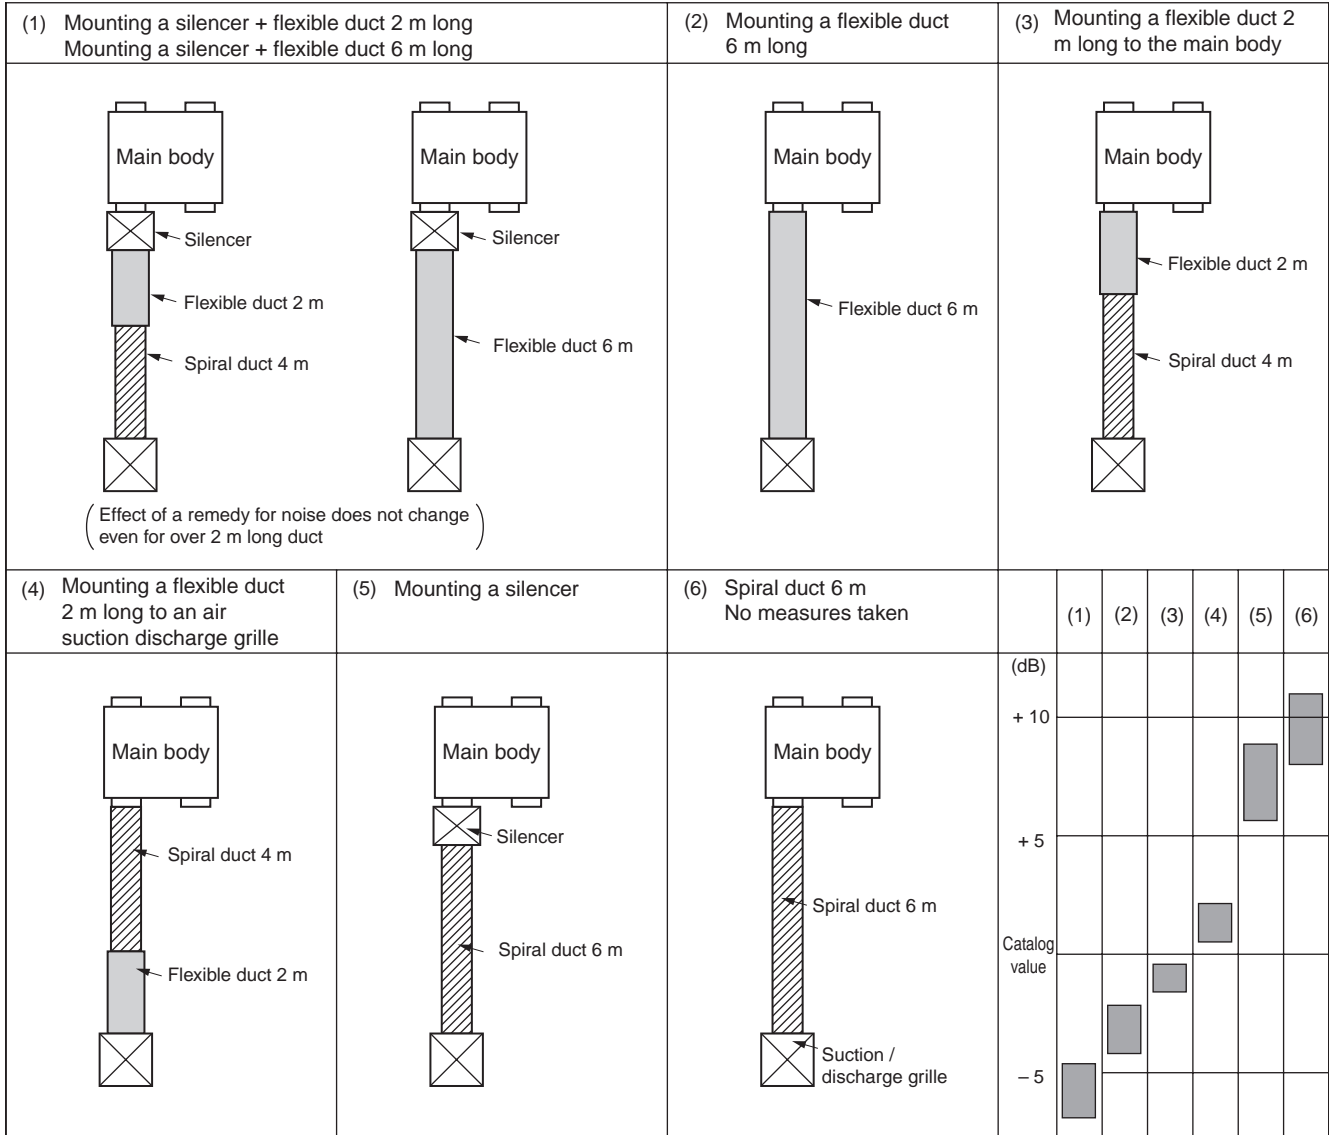 (1) Mounting a silencer + flexible duct 2 m long
Mounting a silencer + flexible duct 6 m long
(2) Mounting a flexible duct
6 m long
(3) Mounting a flexible duct 2
m long to the main body
Main body
Silencer
Flexible duct 2 m
Spiral duct 4 m
Main body
Silencer
Flexible duct 6 m
(Effect of a remedy for noise does not change
even for over 2 m long duct)
Main body
Flexible duct 6 m
Main body
Flexible duct 2 m
Spiral duct 4 m
(4) Mounting a flexible duct
2 m long to an air
suction discharge grille
(5) Mounting a silencer
(6) Spiral duct 6 m
No measures taken
Main body
Spiral duct 4 m
Flexible duct 2 m
Main body
Silencer
Spiral duct 6 m
Main body
Spiral duct 6 m
Suction /
discharge grille
(1) (2) (3) (4) (5) (6)
(dB)
+ 10
+ 5
Catalog
value
– 5